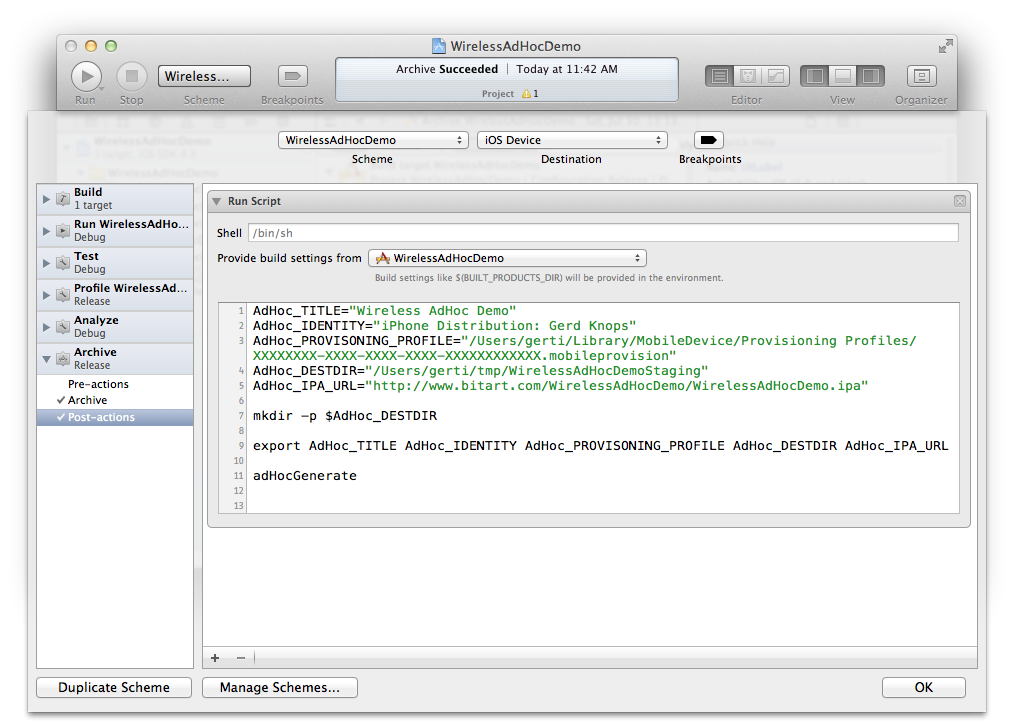 WirelessAdHocDemo
Wireless...
Archive Succeeded | Today at 11:42 AM
Project 1
Run Stop Scheme Breakpoints Editor View Organizer
WirelessAdHocDemo iOS Device
Scheme Destination Breakpoints
Build
1 target
Run WirelessAdHo...
Debug
Test
Debug
Profile WirelessAd...
Release
Analyze
Debug
Archive
Release
Pre-actions
Archive
Post-actions
Run Script
Shell /bin/sh
Provide build settings from WirelessAdHocDemo
Build settings like $(BUILT_PRODUCTS_DIR) will be provided in the environment.
1 AdHoc_TITLE="Wireless AdHoc Demo"
2 AdHoc_IDENTITY="iPhone Distribution: Gerd Knops"
3 AdHoc_PROVISONING_PROFILE="/Users/gerti/Library/MobileDevice/Provisioning Profiles/
XXXXXXXX-XXXX-XXXX-XXXX-XXXXXXXXXXXX.mobileprovision"
4 AdHoc_DESTDIR="/Users/gerti/tmp/WirelessAdHocDemoStaging"
5 AdHoc_IPA_URL="http://www.bitart.com/WirelessAdHocDemo/WirelessAdHocDemo.ipa"
6
7 mkdir -p $AdHoc_DESTDIR
8
9 export AdHoc_TITLE AdHoc_IDENTITY AdHoc_PROVISONING_PROFILE AdHoc_DESTDIR AdHoc_IPA_URL
10
11 adHocGenerate
12
13
Duplicate Scheme Manage Schemes... OK